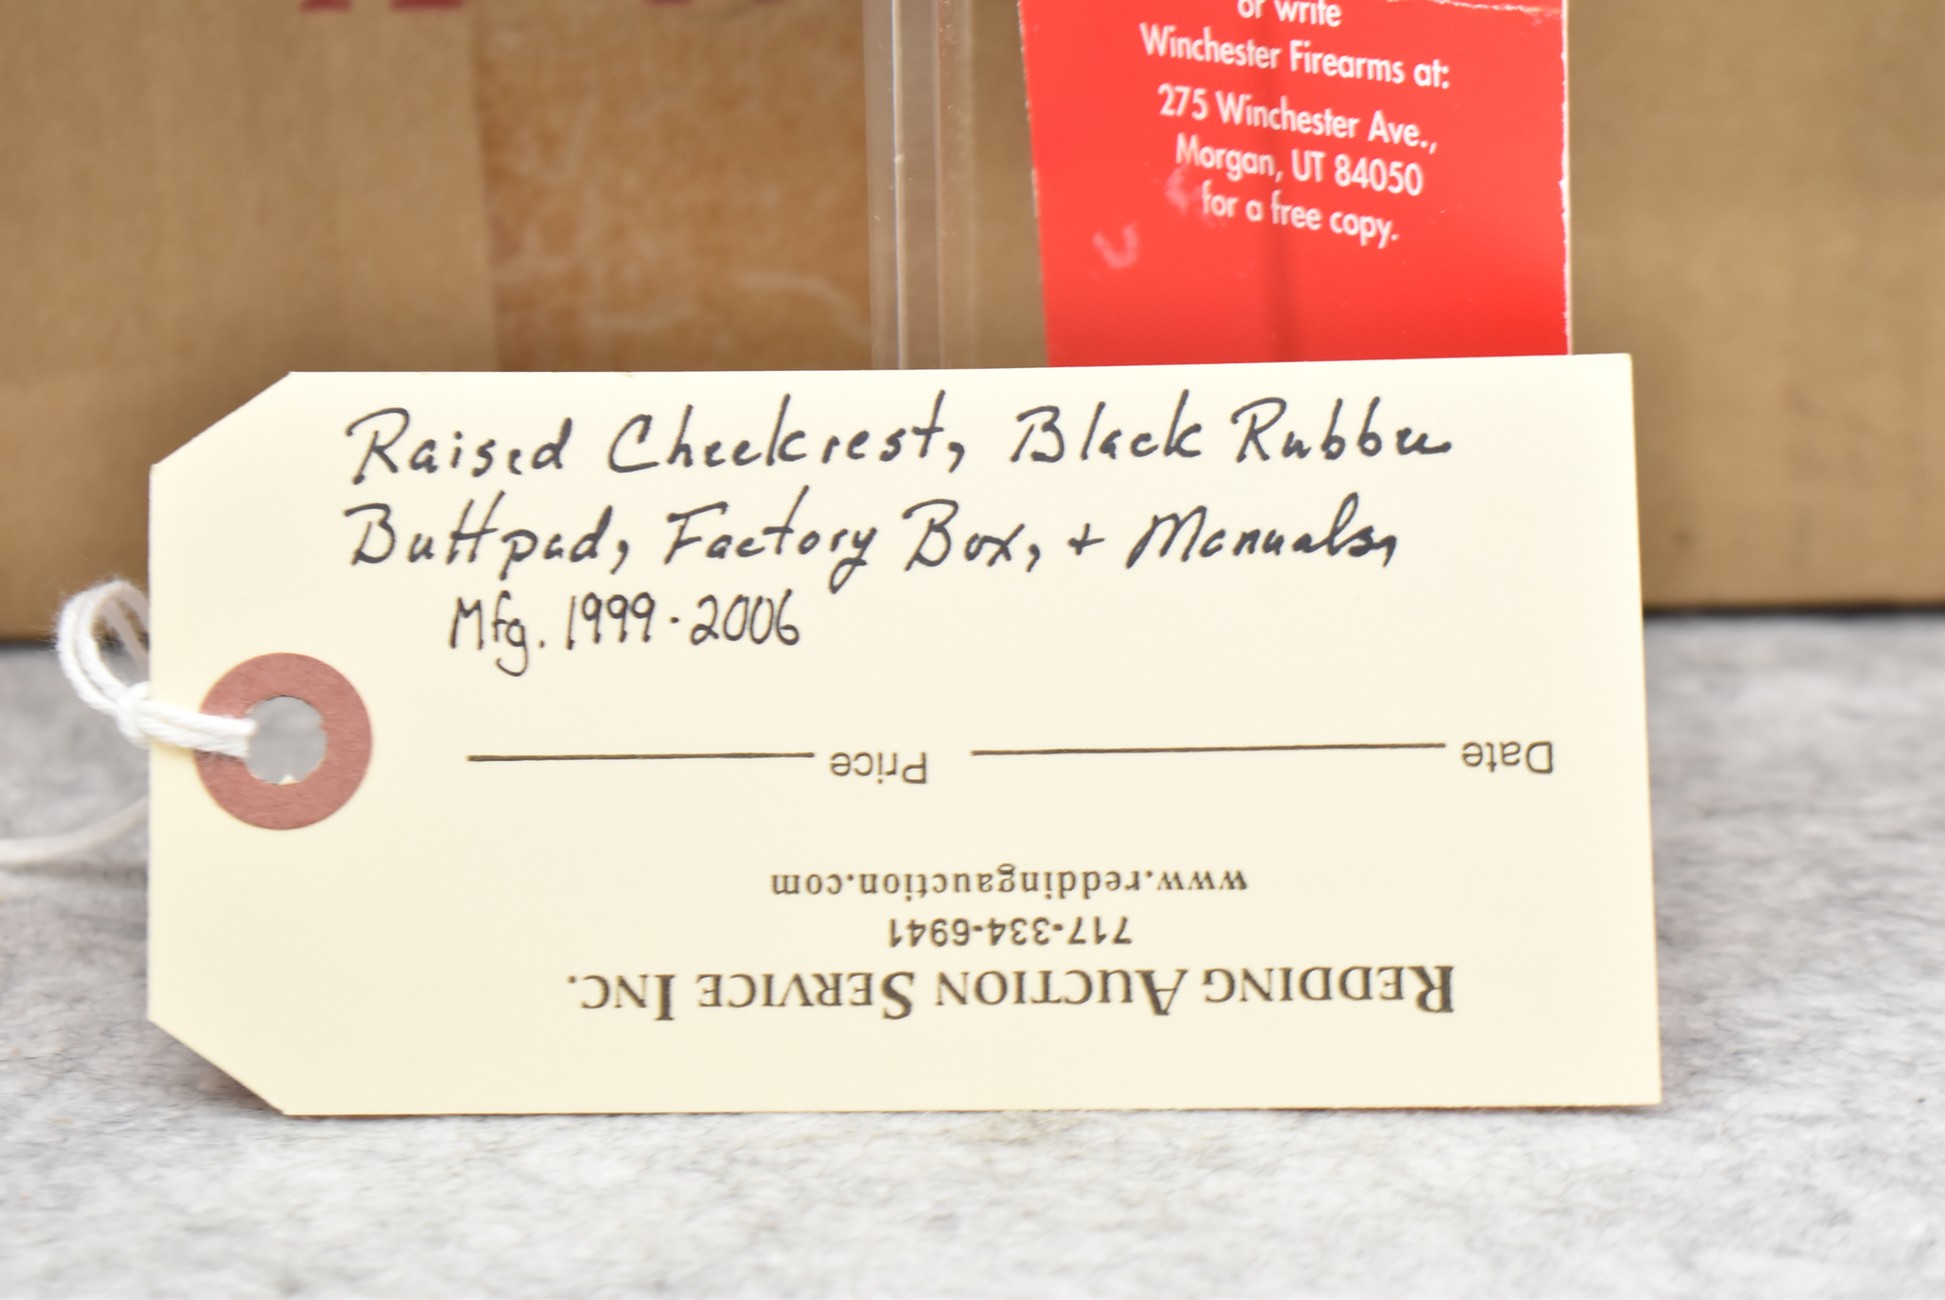 or write
Winchester Firearms at:
275 Winchester Ave.,
Morgan, UT 84050
for a free copy.
Raised Cheekrest, Black Rubber
Buttpad, Factory Box, + Manuals,
Mfg. 1999-2006
Date Price
www.reddingauction.com
717-334-6941
REDDING AUCTION SERVICE INC.